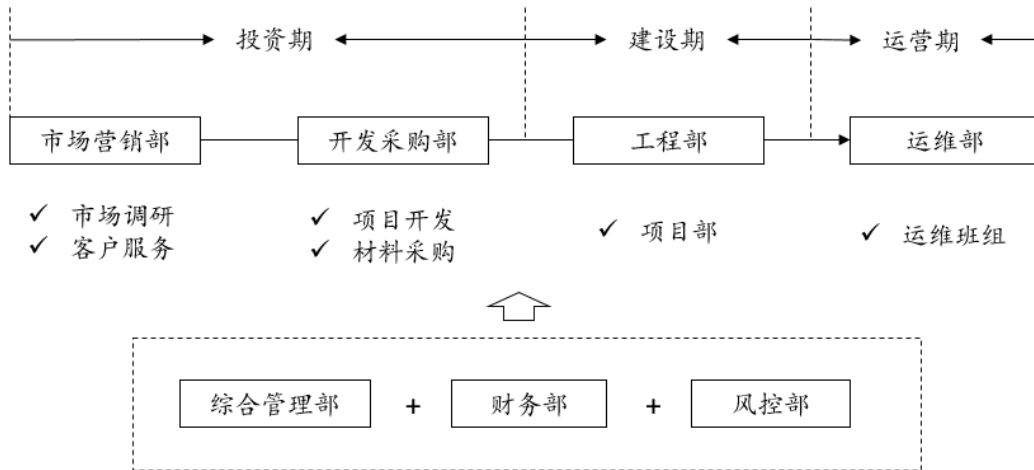 投资期 建设期 运营期
市场营销部 开发采购部 工程部 运维部
✓ 市场调研 ✓ 项目开发 ✓ 项目部 ✓ 运维班组
✓ 客户服务 ✓ 材料采购
综合管理部 + 财务部 + 风控部